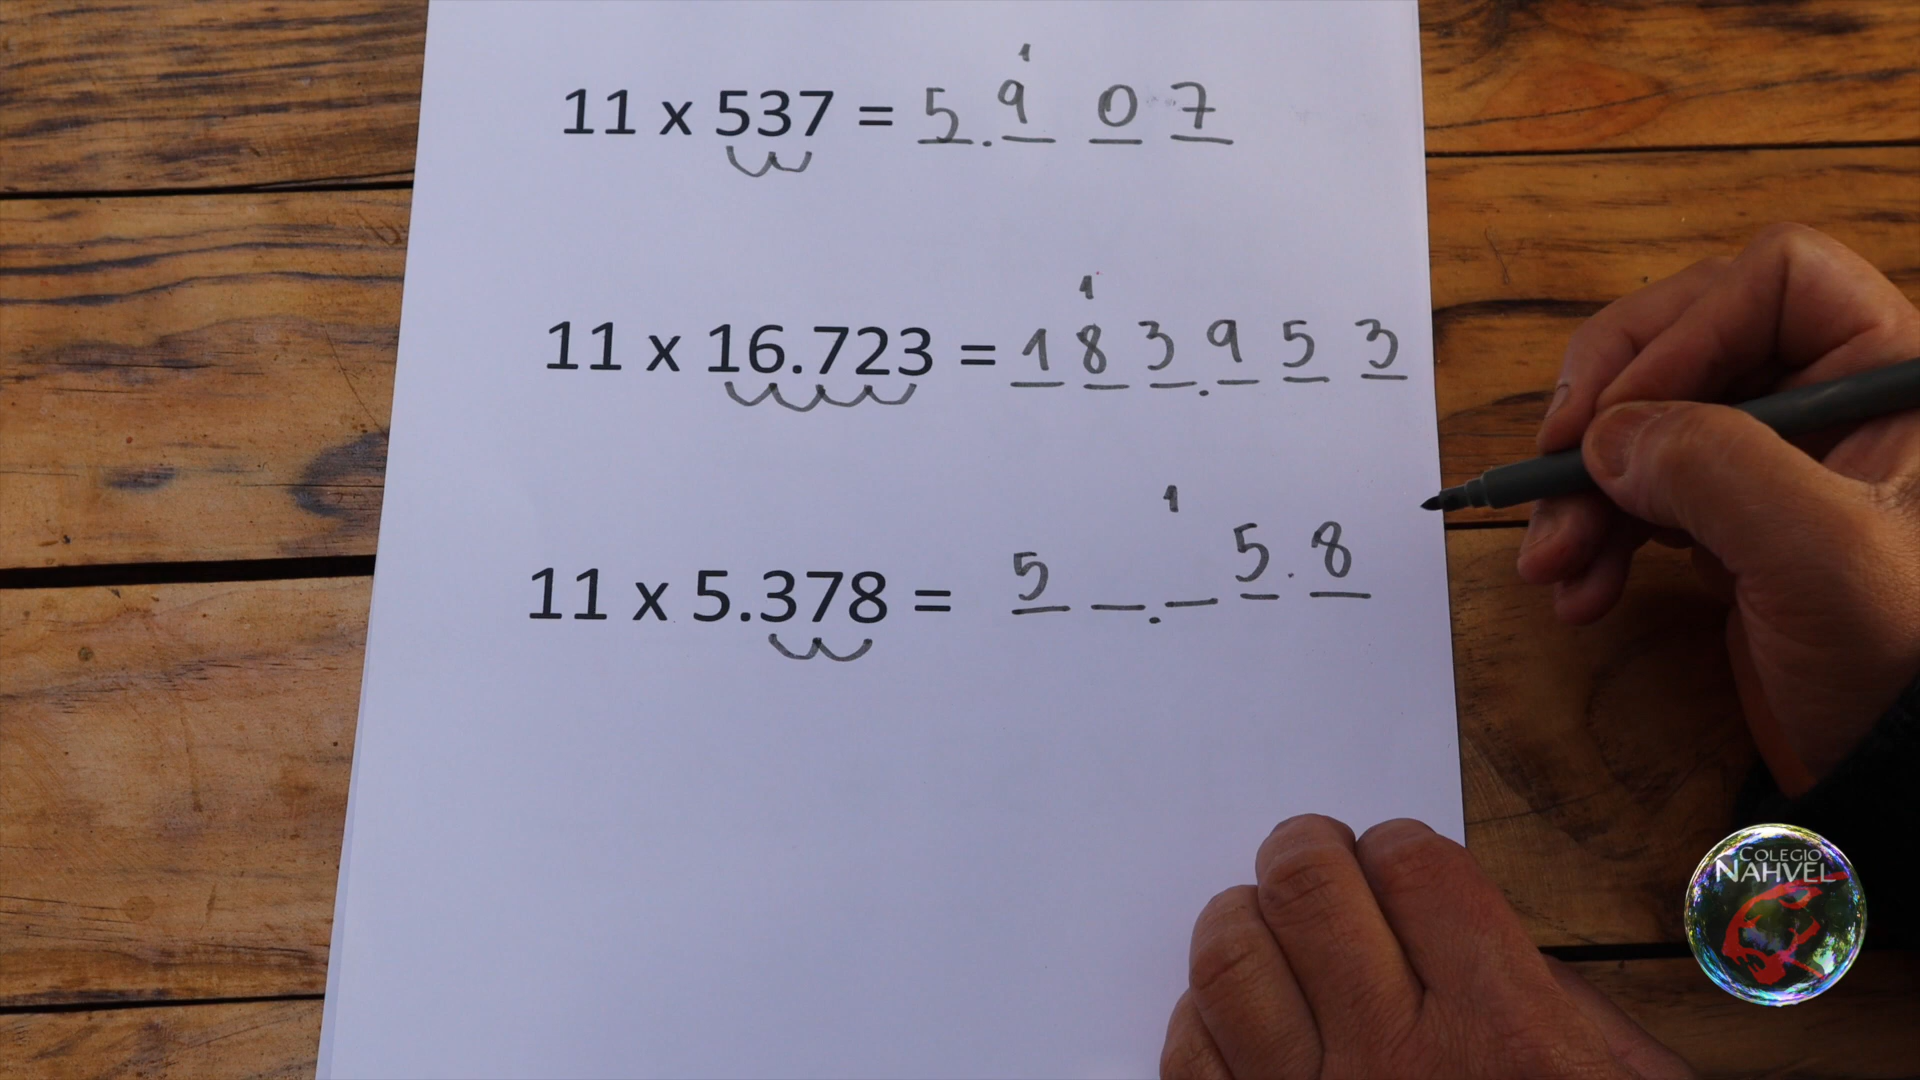 1
11 x 537 = 5.9 0 7
1
11 x 16.723 = 1 8 3.9 5 3
1
11 x 5.378 = 5 _ ._ 5.8
COLEGIO
NAHVEL